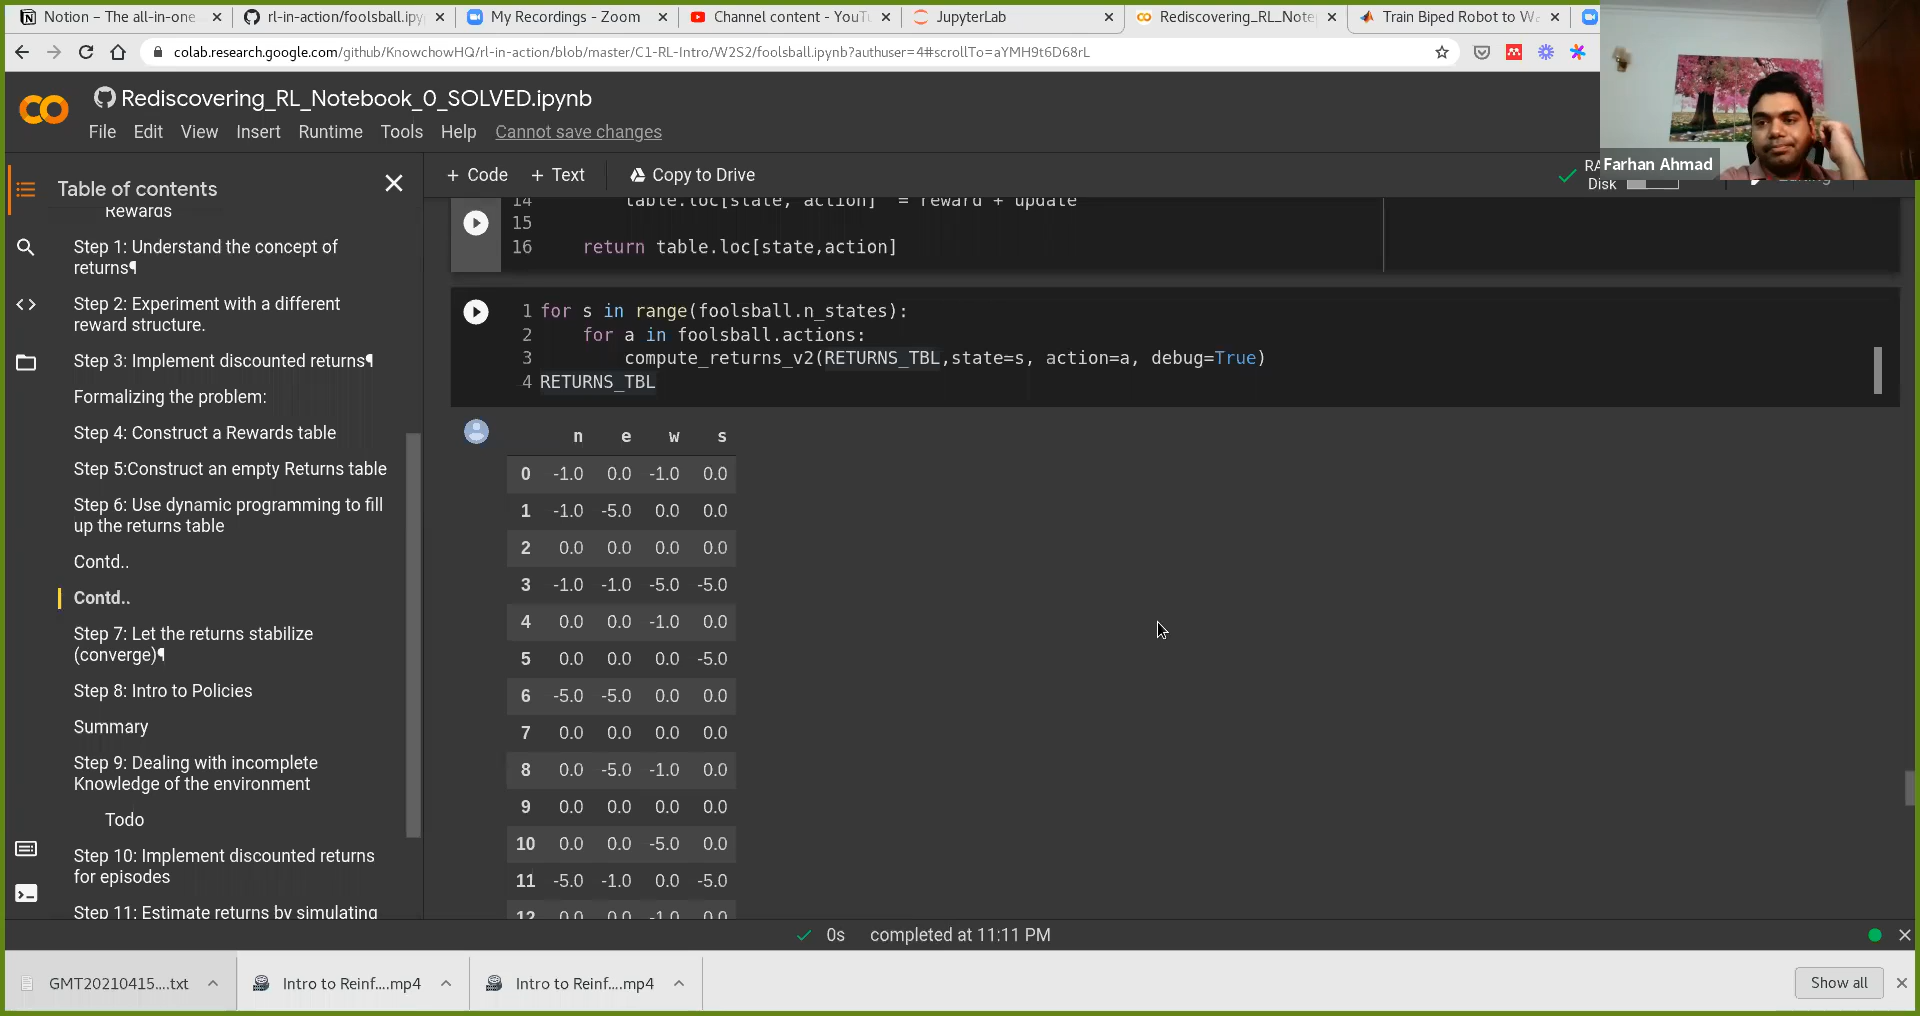 Notion – The all-in-one
rl-in-action/foolsball.ipy
My Recordings - Zoom
Channel content - YouTu
JupyterLab
Rediscovering_RL_Note
Train Biped Robot to Wa
colab.research.google.com/github/KnowchowHQ/rl-in-action/blob/master/C1-RL-Intro/W2S2/foolsball.ipynb?authuser=4#scrollTo=aYMH9t6D68rL
Rediscovering_RL_Notebook_0_SOLVED.ipynb
File Edit View Insert Runtime Tools Help Cannot save changes
Farhan Ahmad
Table of contents
+ Code + Text Copy to Drive
Disk
Rewards
Step 1: Understand the concept of
returns¶
Step 2: Experiment with a different
reward structure.
Step 3: Implement discounted returns¶
Formalizing the problem:
Step 4: Construct a Rewards table
Step 5:Construct an empty Returns table
Step 6: Use dynamic programming to fill
up the returns table
Contd..
Contd..
Step 7: Let the returns stabilize
(converge)¶
Step 8: Intro to Policies
Summary
Step 9: Dealing with incomplete
Knowledge of the environment
Todo
Step 10: Implement discounted returns
for episodes
Step 11: Estimate returns by simulating
14 table.loc[state, action] = reward + update
15
16 return table.loc[state,action]
1 for s in range(foolsball.n_states):
2 for a in foolsball.actions:
3 compute_returns_v2(RETURNS_TBL,state=s, action=a, debug=True)
4 RETURNS_TBL
n e w s
0 -1.0 0.0 -1.0 0.0
1 -1.0 -5.0 0.0 0.0
2 0.0 0.0 0.0 0.0
3 -1.0 -1.0 -5.0 -5.0
4 0.0 0.0 -1.0 0.0
5 0.0 0.0 0.0 -5.0
6 -5.0 -5.0 0.0 0.0
7 0.0 0.0 0.0 0.0
8 0.0 -5.0 -1.0 0.0
9 0.0 0.0 0.0 0.0
10 0.0 0.0 -5.0 0.0
11 -5.0 -1.0 0.0 -5.0
12 0.0 0.0 -1.0 0.0
0s completed at 11:11 PM
GMT20210415....txt
Intro to Reinf....mp4
Intro to Reinf....mp4
Show all